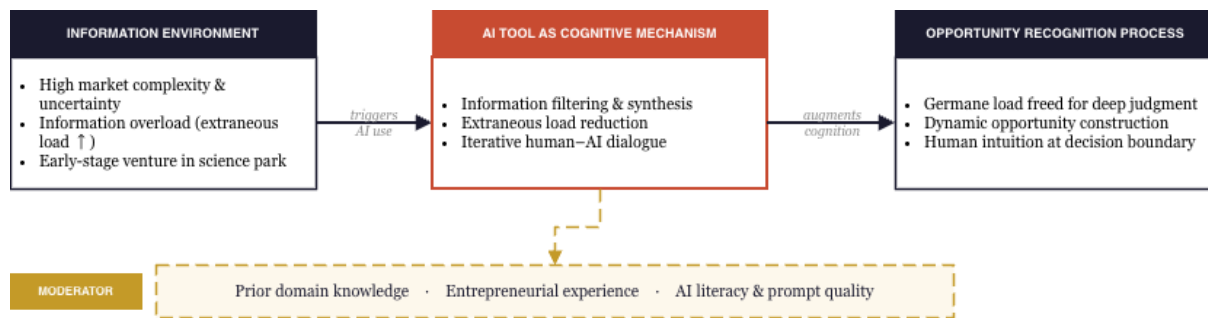 INFORMATION ENVIRONMENT
• High market complexity &
uncertainty
• Information overload (extraneous
load ↑)
• Early-stage venture in science park
triggers
AI use
AI TOOL AS COGNITIVE MECHANISM
• Information filtering & synthesis
• Extraneous load reduction
• Iterative human–AI dialogue
augments
cognition
OPPORTUNITY RECOGNITION PROCESS
• Germane load freed for deep judgment
• Dynamic opportunity construction
• Human intuition at decision boundary
MODERATOR
Prior domain knowledge · Entrepreneurial experience · AI literacy & prompt quality